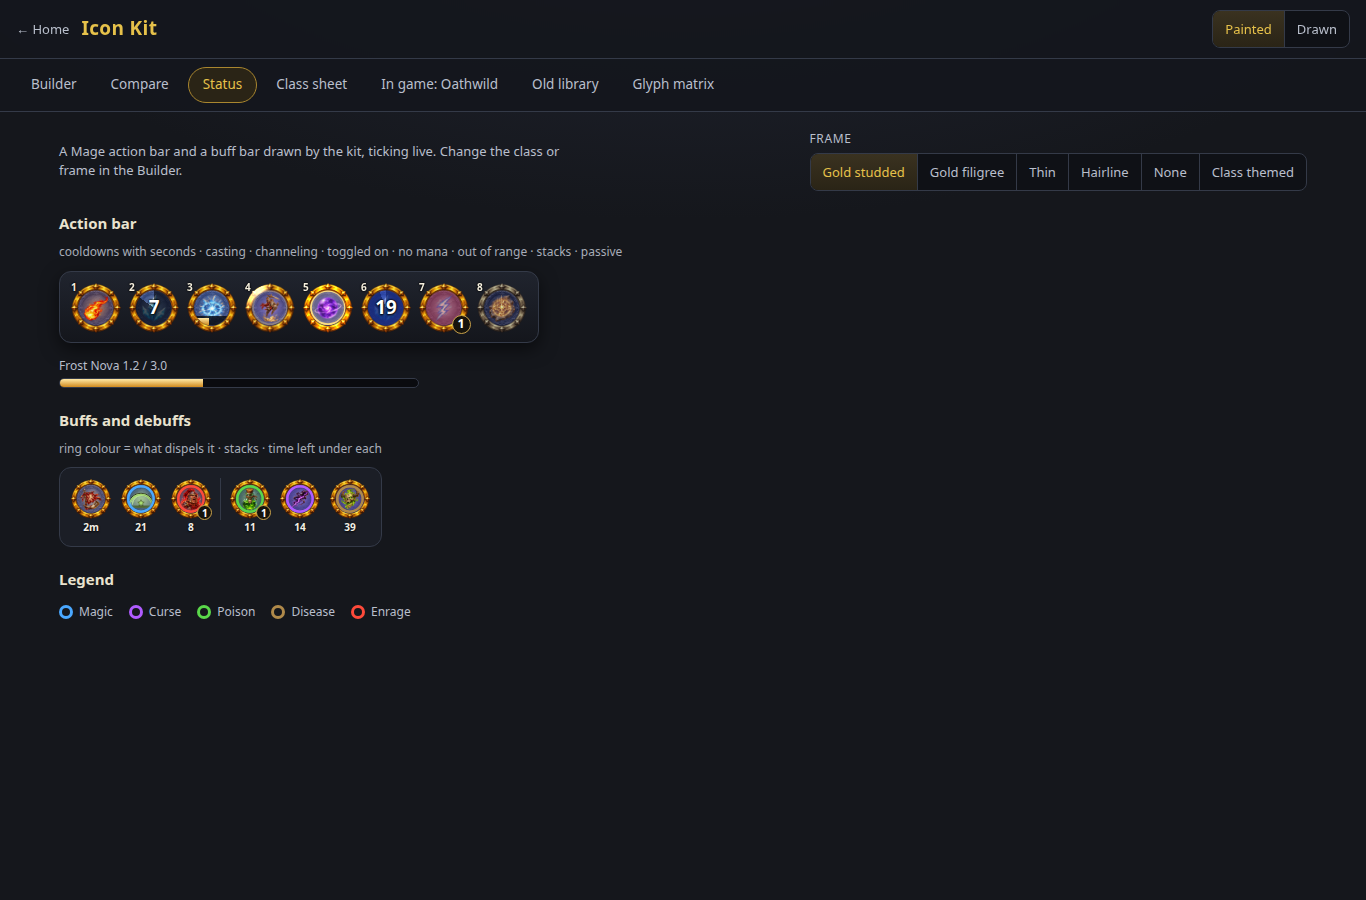 ← Home Icon Kit
Painted Drawn
Builder Compare Status Class sheet In game: Oathwild Old library Glyph matrix
A Mage action bar and a buff bar drawn by the kit, ticking live. Change the class or
frame in the Builder.
FRAME
Gold studded Gold filigree Thin Hairline None Class themed
Action bar
cooldowns with seconds · casting · channeling · toggled on · no mana · out of range · stacks · passive
1 2 3 4 5 6 7 8
7 19
1
Frost Nova 1.2 / 3.0
Buffs and debuffs
ring colour = what dispels it · stacks · time left under each
1 1
2m 21 8 11 14 39
Legend
Magic Curse Poison Disease Enrage